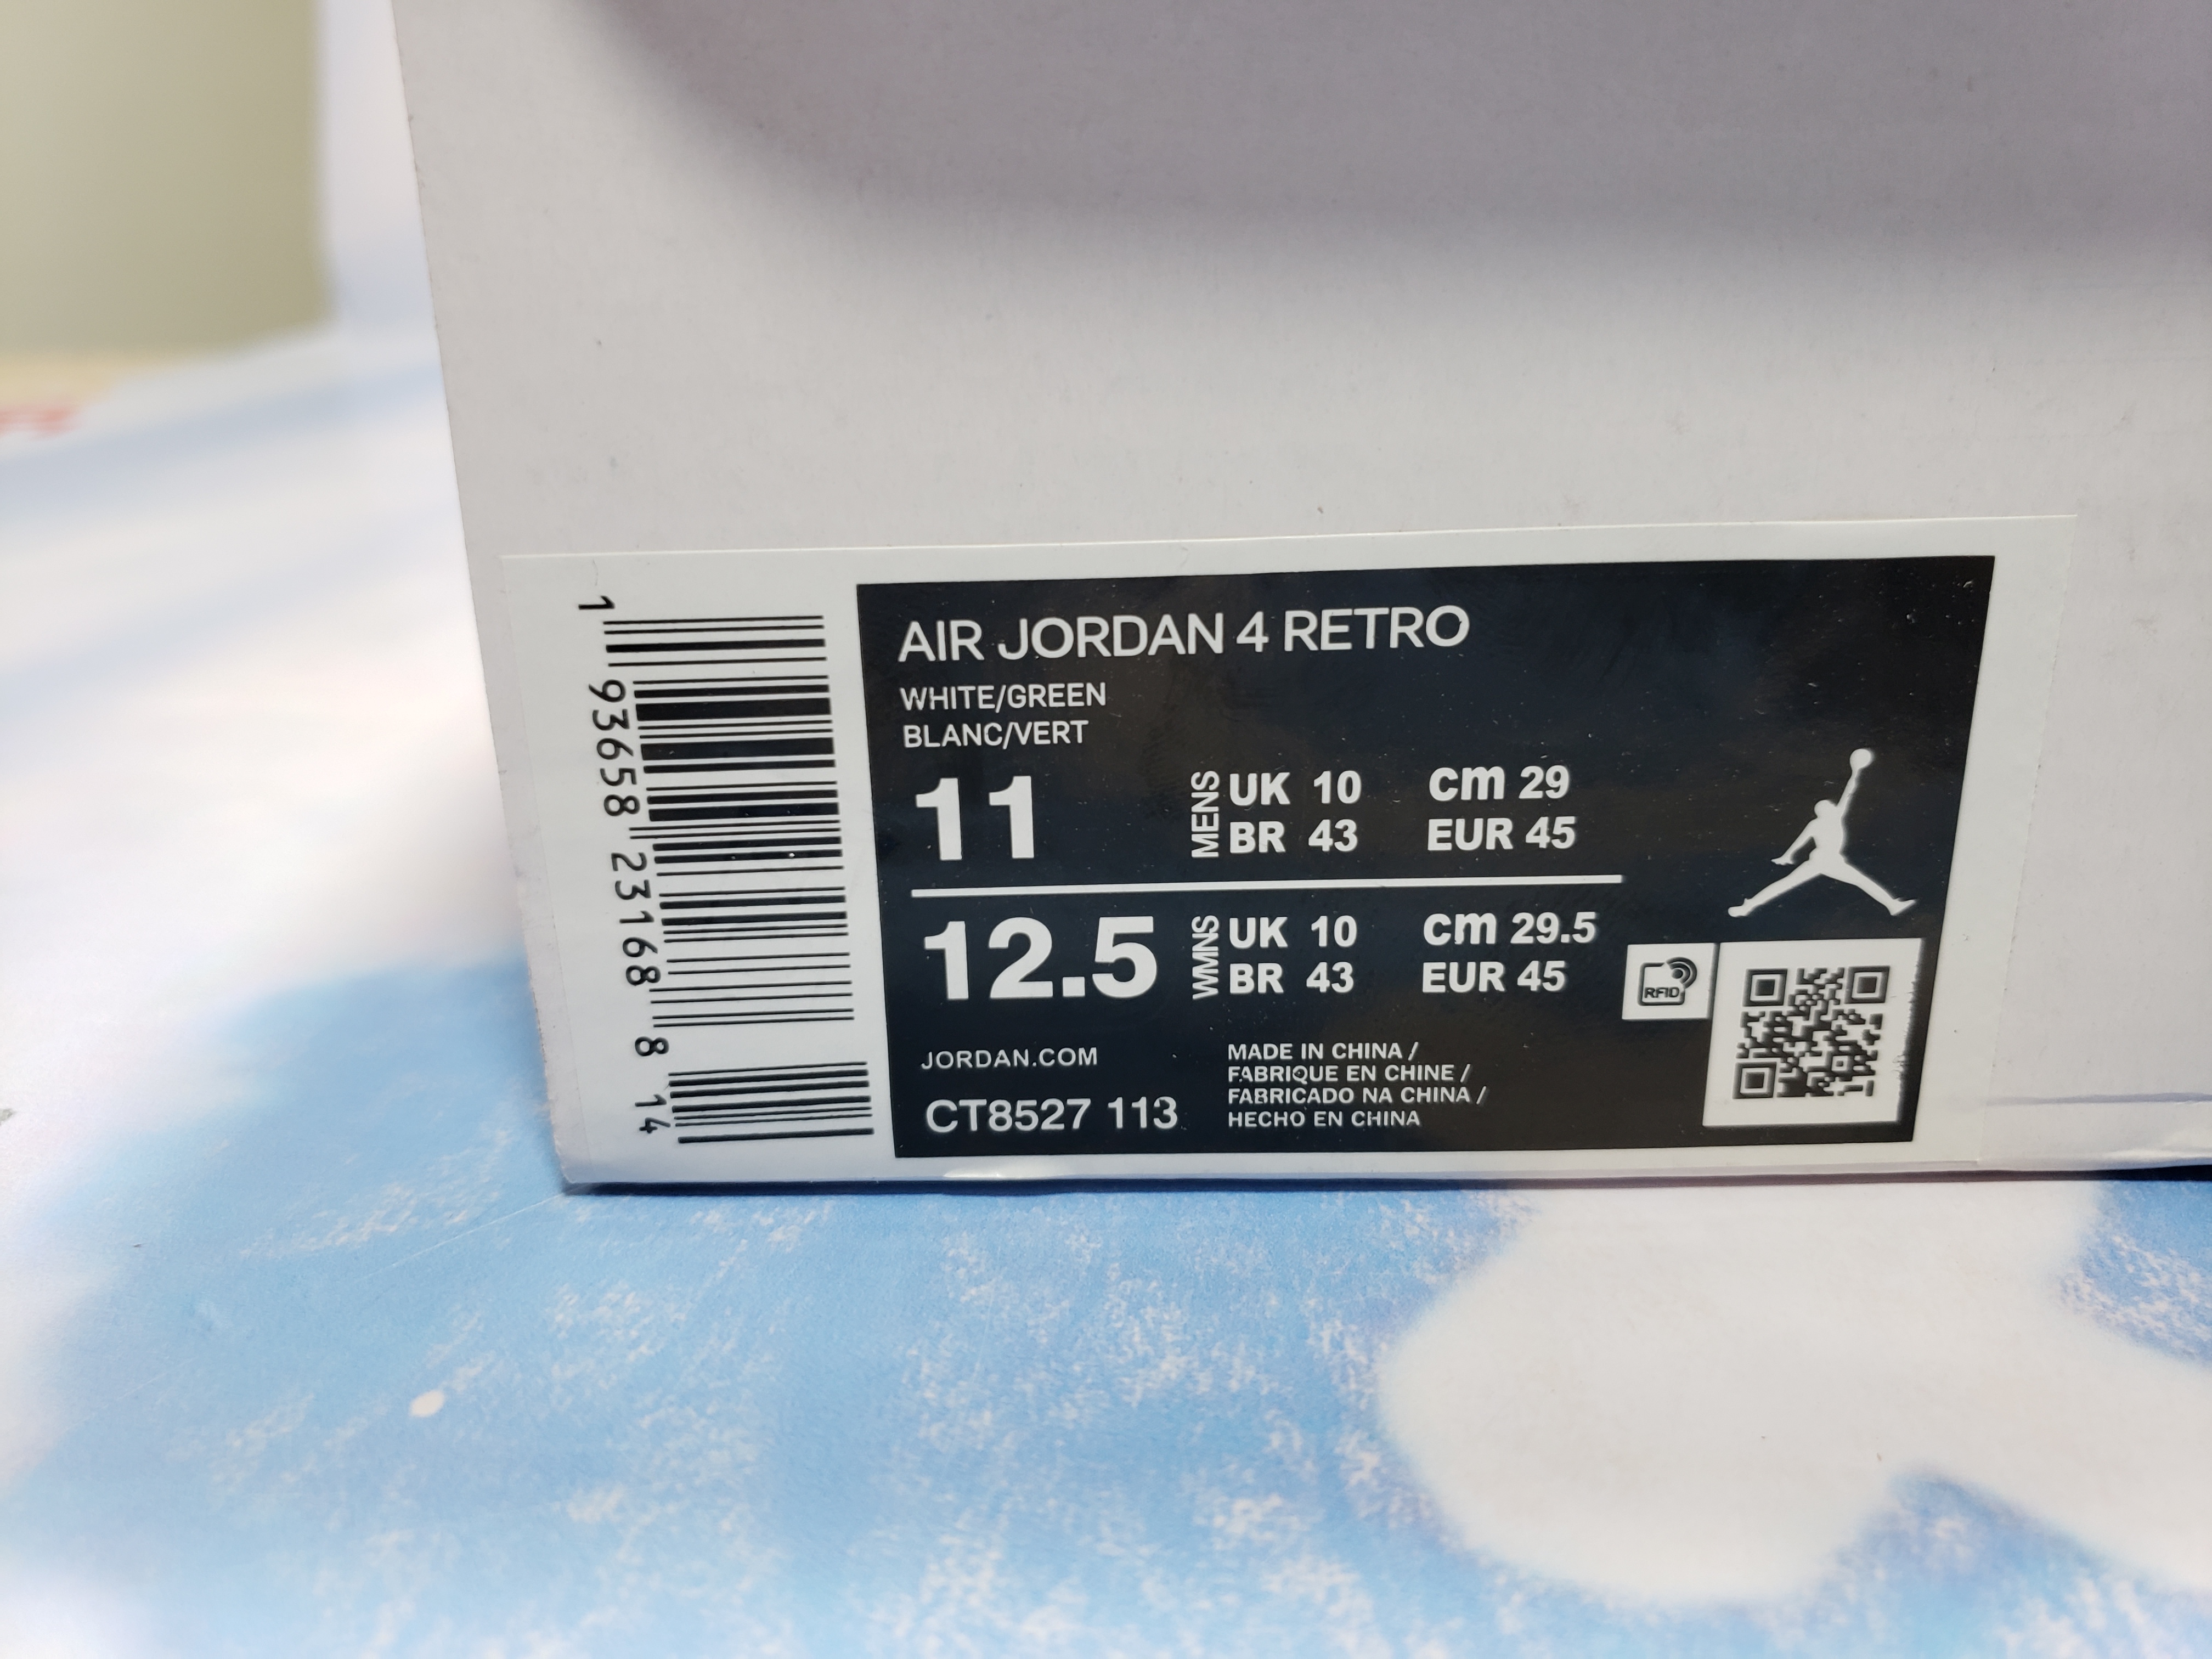 1 93658 23168 8 14
AIR JORDAN 4 RETRO
WHITE/GREEN
BLANC/VERT
11 MENS UK 10 cm 29
BR 43 EUR 45
12.5 WMNS UK 10 cm 29.5
BR 43 EUR 45
RFID
JORDAN.COM
CT8527 113
MADE IN CHINA /
FABRIQUE EN CHINE /
FABRICADO NA CHINA /
HECHO EN CHINA